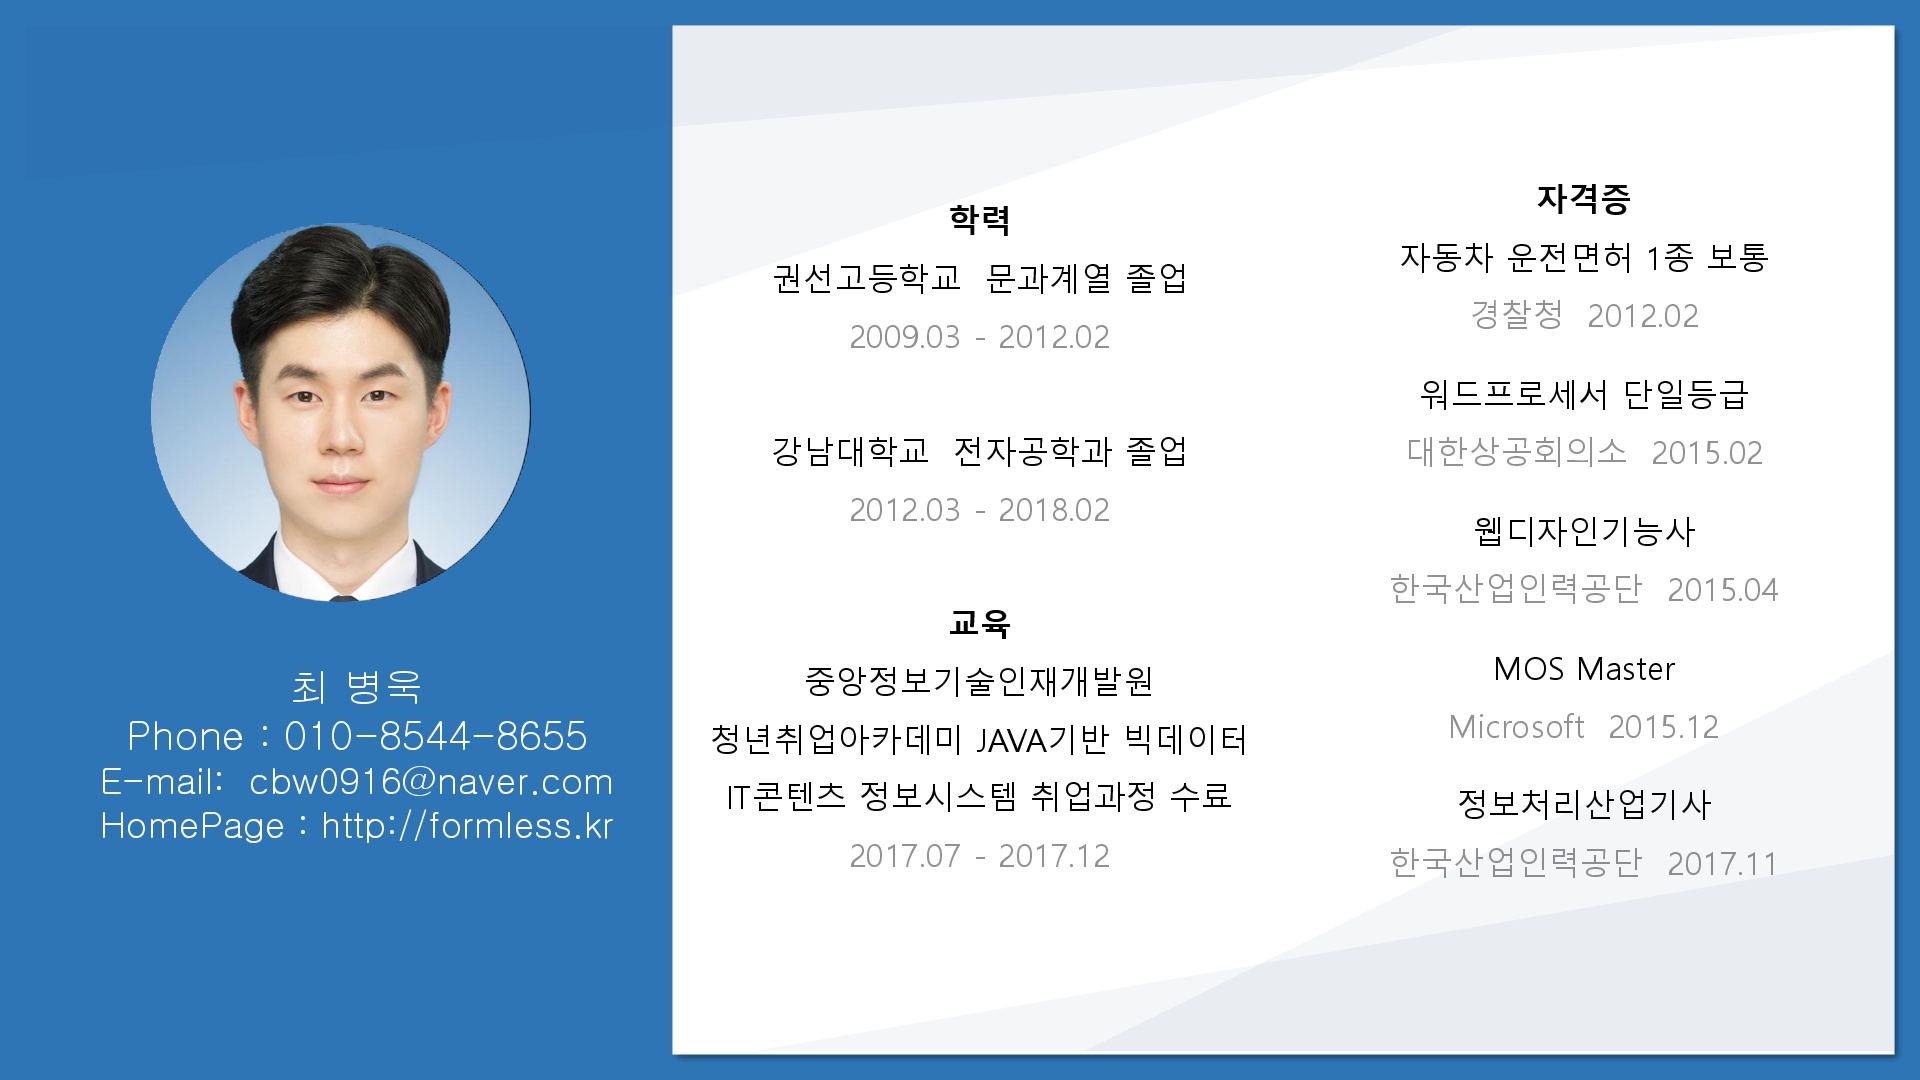 최 병욱
Phone : 010-8544-8655
E-mail: cbw0916@naver.com
HomePage : http://formless.kr
학력
권선고등학교 문과계열 졸업
2009.03 - 2012.02
강남대학교 전자공학과 졸업
2012.03 - 2018.02
교육
중앙정보기술인재개발원
청년취업아카데미 JAVA기반 빅데이터
IT콘텐츠 정보시스템 취업과정 수료
2017.07 - 2017.12
자격증
자동차 운전면허 1종 보통
경찰청 2012.02
워드프로세서 단일등급
대한상공회의소 2015.02
웹디자인기능사
한국산업인력공단 2015.04
MOS Master
Microsoft 2015.12
정보처리산업기사
한국산업인력공단 2017.11